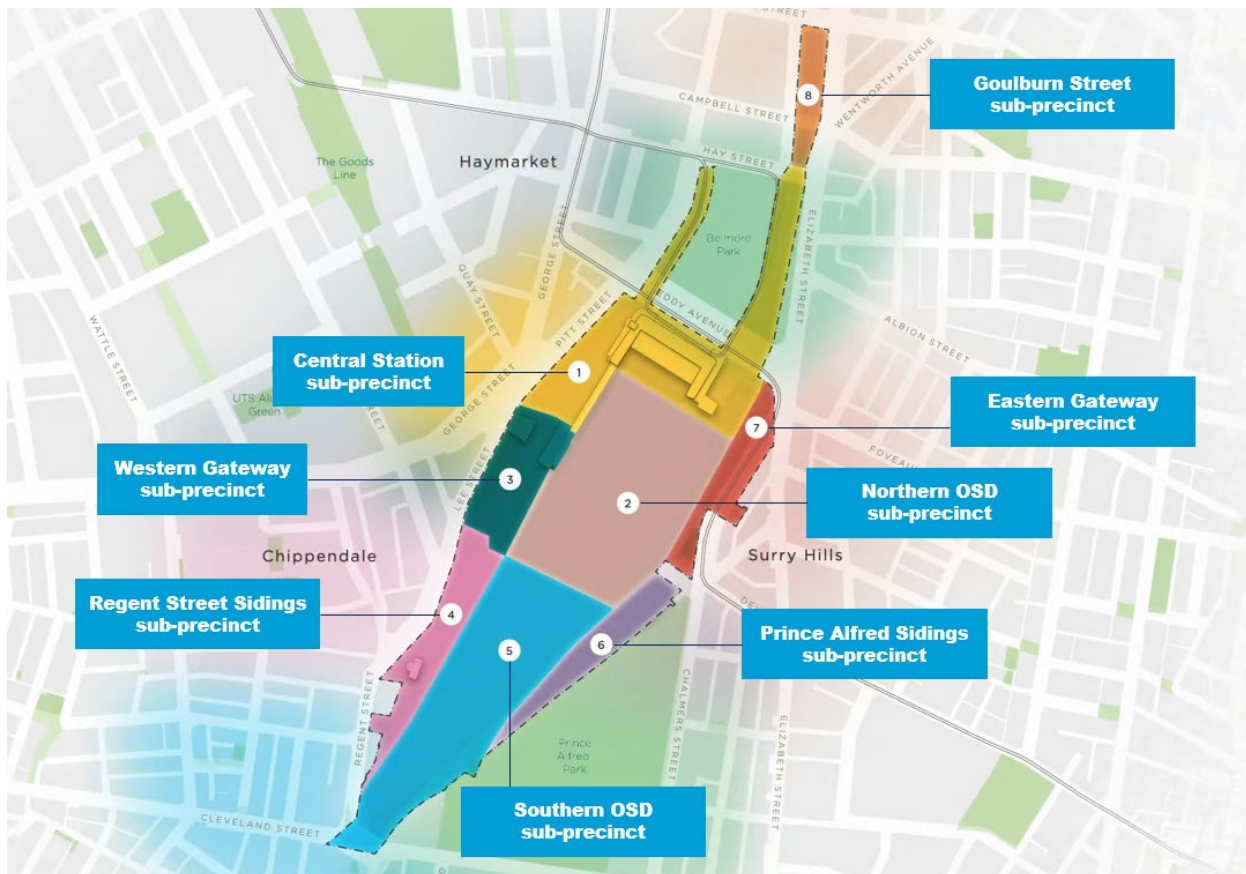 CAMPBELL STREET
WENTWORTH AVENUE
8
Goulburn Street
sub-precinct
The Goods
Line
Haymarket
HAY STREET
Belmore
Park
ELIZABETH STREET
GEORGE STREET
QUAY STREET
PITT STREET
EDDY AVENUE
WATTLE STREET
ALBION STREET
Central Station
sub-precinct
1
UTS Al
Green
GEORGE STREET
Eastern Gateway
sub-precinct
7
Western Gateway
sub-precinct
LEE STREET
3
2
Northern OSD
sub-precinct
Chippendale
Surry Hills
Regent Street Sidings
sub-precinct
4
5
6
Prince Alfred Sidings
sub-precinct
REGENT STREET
CHALMERS STREET
ELIZABETH STREET
Prince
Alfred
Park
Southern OSD
sub-precinct
CLEVELAND STREET